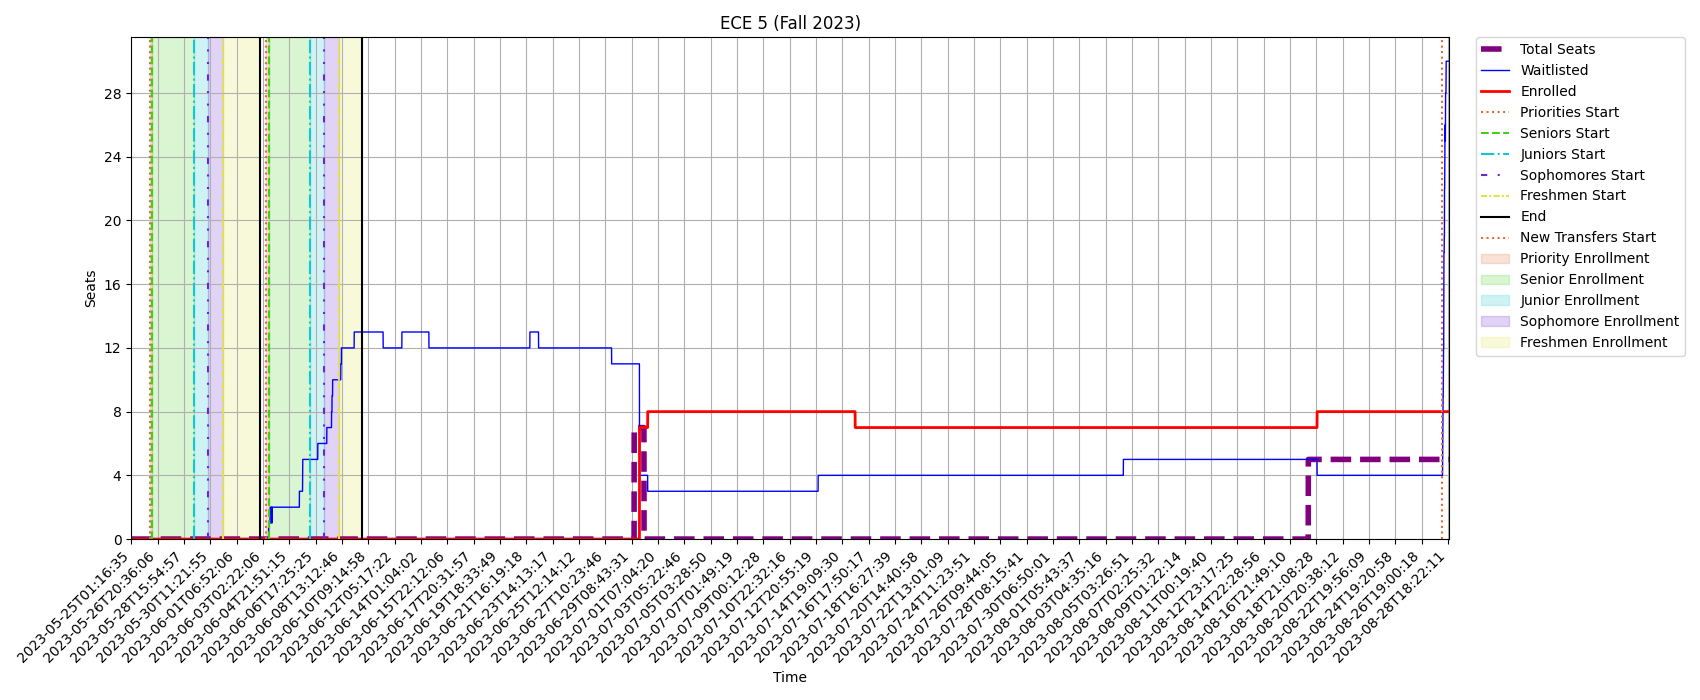 ECE 5 (Fall 2023)
Seats
28
24
20
16
12
8
4
0
2023-05-25T01:16:35
2023-05-26T20:36:06
2023-05-28T15:54:57
2023-05-30T11:21:55
2023-06-01T06:52:06
2023-06-03T02:22:06
2023-06-04T21:51:15
2023-06-06T17:25:25
2023-06-08T13:12:46
2023-06-10T09:14:58
2023-06-12T05:17:22
2023-06-14T01:04:02
2023-06-15T22:12:06
2023-06-17T20:31:57
2023-06-19T18:33:49
2023-06-21T16:19:18
2023-06-23T14:13:17
2023-06-25T12:14:12
2023-06-27T10:23:46
2023-06-29T08:43:31
2023-07-01T07:04:20
2023-07-03T05:22:46
2023-07-05T03:28:50
2023-07-07T01:49:19
2023-07-09T00:12:28
2023-07-10T22:32:16
2023-07-12T20:55:19
2023-07-14T19:09:30
2023-07-16T17:50:17
2023-07-18T16:27:39
2023-07-20T14:40:58
2023-07-22T13:01:09
2023-07-24T11:23:51
2023-07-26T09:44:05
2023-07-28T08:15:41
2023-07-30T06:50:01
2023-08-01T05:43:37
2023-08-03T04:35:16
2023-08-05T03:26:51
2023-08-07T02:25:32
2023-08-09T01:22:14
2023-08-11T00:19:40
2023-08-12T23:17:25
2023-08-14T22:28:56
2023-08-16T21:49:10
2023-08-18T21:08:28
2023-08-20T20:38:12
2023-08-22T19:56:09
2023-08-24T19:20:58
2023-08-26T19:00:18
2023-08-28T18:22:11
Time
Total Seats
Waitlisted
Enrolled
Priorities Start
Seniors Start
Juniors Start
Sophomores Start
Freshmen Start
End
New Transfers Start
Priority Enrollment
Senior Enrollment
Junior Enrollment
Sophomore Enrollment
Freshmen Enrollment